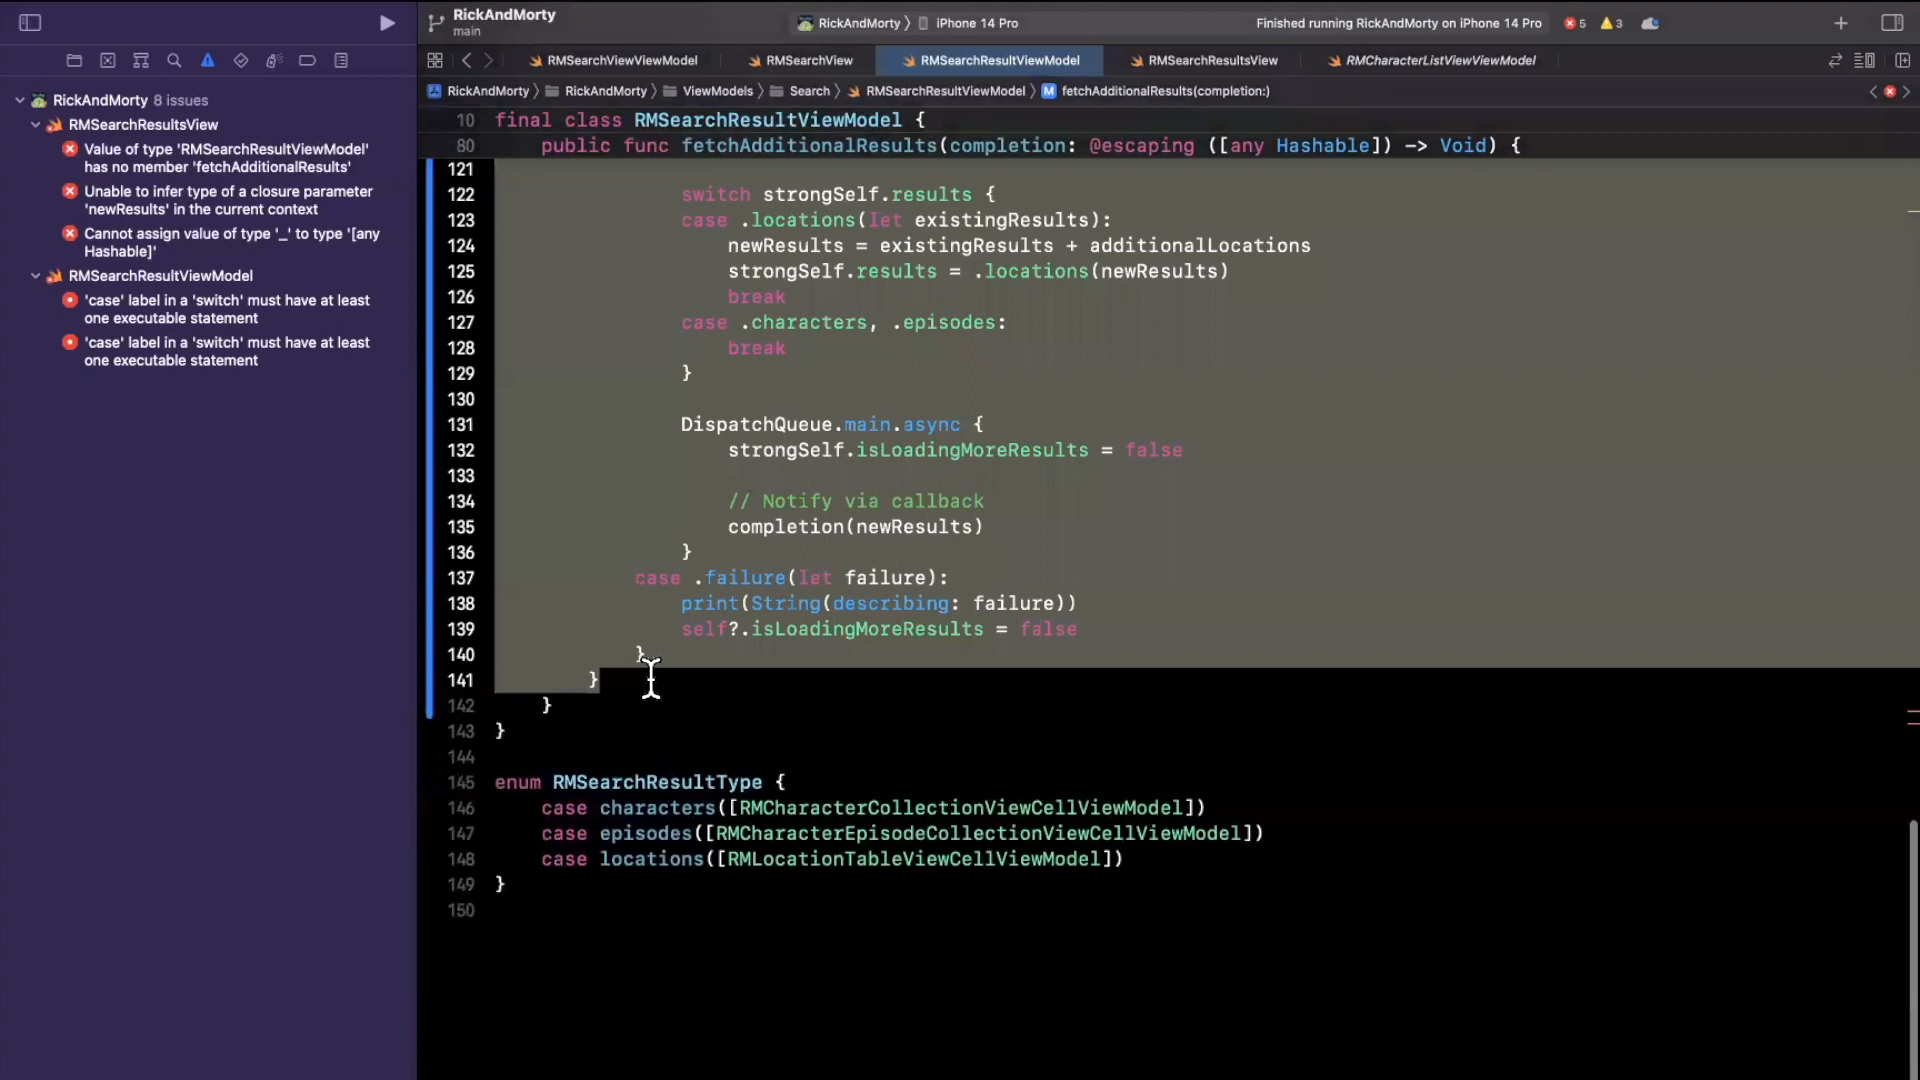 RickAndMorty
main
RickAndMorty
iPhone 14 Pro
Finished running RickAndMorty on iPhone 14 Pro
5
3
RMSearchViewViewModel
RMSearchView
RMSearchResultViewModel
RMSearchResultsView
RMCharacterListViewViewModel
RickAndMorty
RickAndMorty
ViewModels
Search
RMSearchResultViewModel
M
fetchAdditionalResults(completion:)
RickAndMorty 8 issues
RMSearchResultsView
Value of type 'RMSearchResultViewModel'
has no member 'fetchAdditionalResults'
Unable to infer type of a closure parameter
'newResults' in the current context
Cannot assign value of type '_' to type '[any
Hashable]'
RMSearchResultViewModel
'case' label in a 'switch' must have at least
one executable statement
'case' label in a 'switch' must have at least
one executable statement
10 final class RMSearchResultViewModel {
80 public func fetchAdditionalResults(completion: @escaping ([any Hashable]) -> Void) {
121
122 switch strongSelf.results {
123 case .locations(let existingResults):
124 newResults = existingResults + additionalLocations
125 strongSelf.results = .locations(newResults)
126 break
127 case .characters, .episodes:
128 break
129 }
130
131 DispatchQueue.main.async {
132 strongSelf.isLoadingMoreResults = false
133
134 // Notify via callback
135 completion(newResults)
136 }
137 case .failure(let failure):
138 print(String(describing: failure))
139 self?.isLoadingMoreResults = false
140 }
141 }
142 }
143 }
144
145 enum RMSearchResultType {
146 case characters([RMCharacterCollectionViewCellViewModel])
147 case episodes([RMCharacterEpisodeCollectionViewCellViewModel])
148 case locations([RMLocationTableViewCellViewModel])
149 }
150